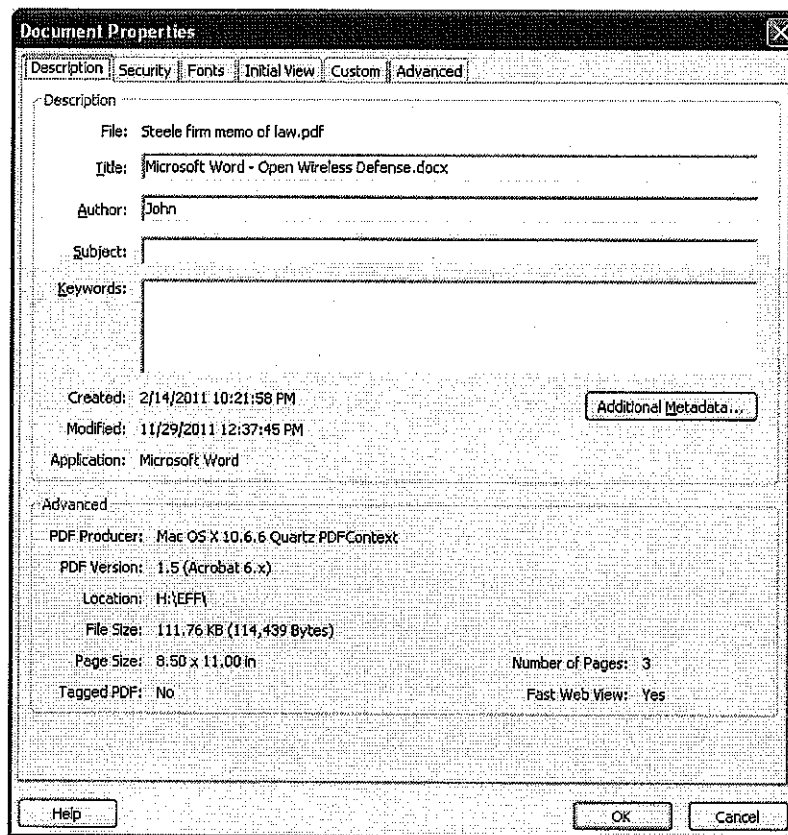 Document Properties
Description Security Fonts Initial View Custom Advanced
Description
File: Steele firm memo of law.pdf
Title: Microsoft Word - Open Wireless Defense.docx
Author: John
Subject:
Keywords:
Created: 2/14/2011 10:21:58 PM
Additional Metadata...
Modified: 11/29/2011 12:37:45 PM
Application: Microsoft Word
Advanced
PDF Producer: Mac OS X 10.6.6 Quartz PDFContext
PDF Version: 1.5 (Acrobat 6.x)
Location: H:\EFF\
File Size: 111.76 KB (114,439 Bytes)
Page Size: 8.50 x 11.00 in Number of Pages: 3
Tagged PDF: No Fast Web View: Yes
Help OK Cancel